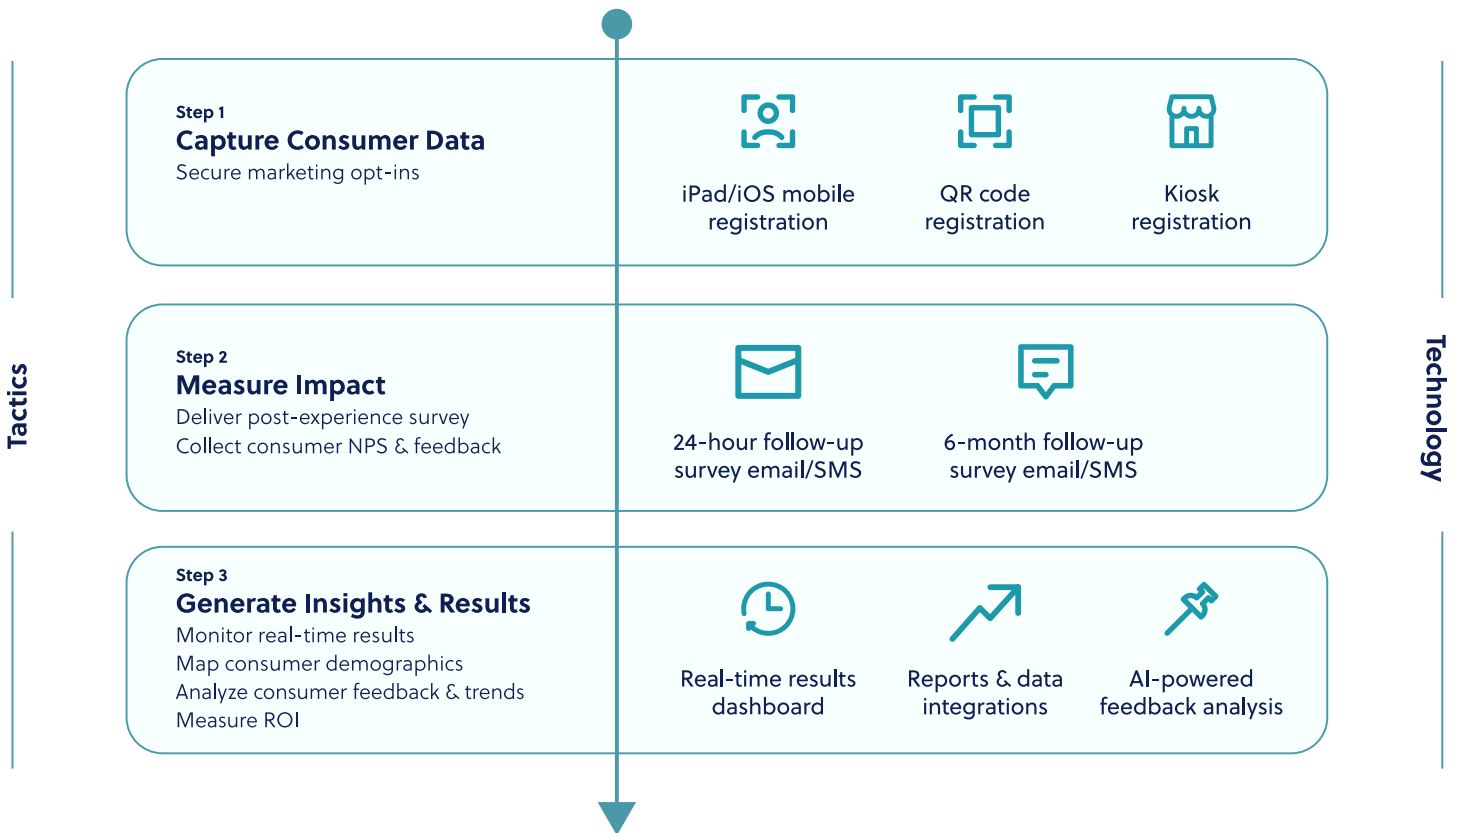 Tactics
Step 1
Capture Consumer Data
Secure marketing opt-ins
iPad/iOS mobile
registration
QR code
registration
Kiosk
registration
Step 2
Measure Impact
Deliver post-experience survey
Collect consumer NPS & feedback
24-hour follow-up
survey email/SMS
6-month follow-up
survey email/SMS
Step 3
Generate Insights & Results
Monitor real-time results
Map consumer demographics
Analyze consumer feedback & trends
Measure ROI
Real-time results
dashboard
Reports & data
integrations
AI-powered
feedback analysis
Technology